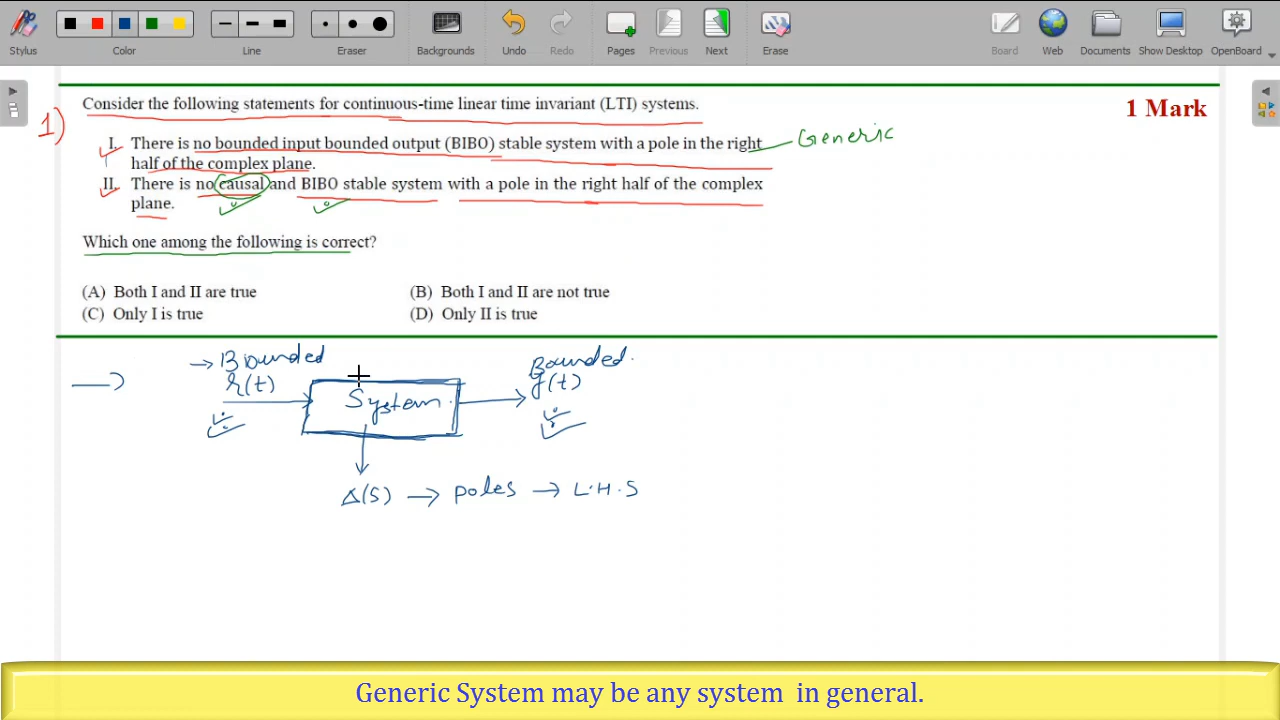 Stylus
Color
Line
Eraser
Backgrounds
Undo
Redo
Pages
Previous
Next
Erase
Board
Web
Documents
Show Desktop
OpenBoard
Consider the following statements for continuous-time linear time invariant (LTI) systems.
1 Mark
1)
I. There is no bounded input bounded output (BIBO) stable system with a pole in the right
Generic
half of the complex plane.
II. There is no causal and BIBO stable system with a pole in the right half of the complex
plane.
Which one among the following is correct?
(A) Both I and II are true
(B) Both I and II are not true
(C) Only I is true
(D) Only II is true
→ Bounded
Bounded.
r(t)
y(t)
System
Δ(S) → poles → L.H.S
Generic System may be any system in general.